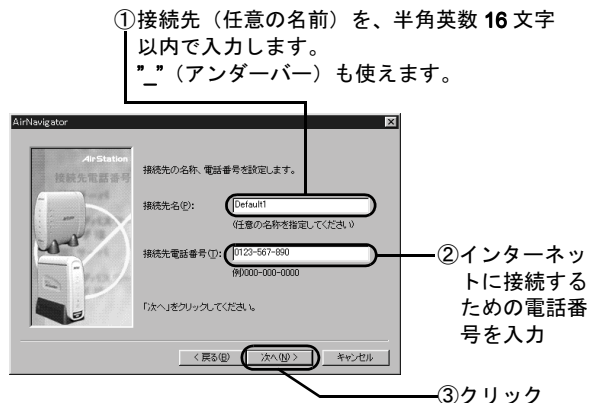 ①接続先（任意の名前）を、半角英数 16 文字
以内で入力します。
"_"（アンダーバー）も使えます。
AirNavigator
AirStation
接続先電話番号
接続先の名称、電話番号を設定します。
接続先名(P):
Default1
(任意の名称を指定してください)
接続先電話番号(T):
0123-567-890
例)000-000-0000
「次へ」をクリックしてください。
< 戻る(B)
次へ(N) >
キャンセル
②インターネッ
トに接続する
ための電話番
号を入力
③クリック